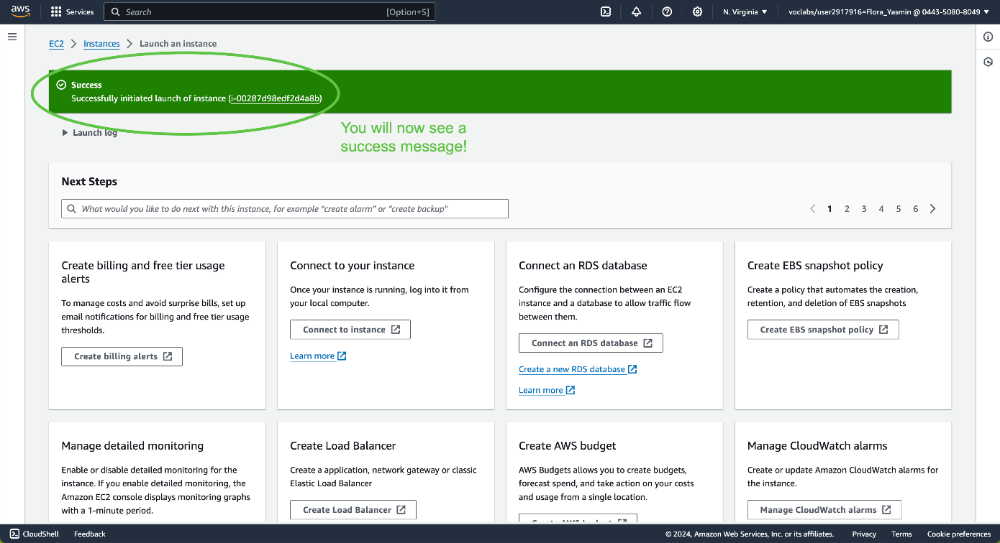 aws
Services
Search
[Option+S]
N. Virginia
voclabs/user2917916=Flora_Yasmin @ 0443-5080-8049
EC2
Instances
Launch an instance
Success
Successfully initiated launch of instance (i-00287d98edf2d4a8b)
Launch log
You will now see a
success message!
Next Steps
What would you like to do next with this instance, for example “create alarm” or “create backup”
1 2 3 4 5 6
Create billing and free tier usage
alerts
To manage costs and avoid surprise bills, set up
email notifications for billing and free tier usage
thresholds.
Create billing alerts
Connect to your instance
Once your instance is running, log into it from
your local computer.
Connect to instance
Learn more
Connect an RDS database
Configure the connection between an EC2
instance and a database to allow traffic flow
between them.
Connect an RDS database
Create a new RDS database
Learn more
Create EBS snapshot policy
Create a policy that automates the creation,
retention, and deletion of EBS snapshots
Create EBS snapshot policy
Manage detailed monitoring
Enable or disable detailed monitoring for the
instance. If you enable detailed monitoring, the
Amazon EC2 console displays monitoring graphs
with a 1-minute period.
Create Load Balancer
Create a application, network gateway or classic
Elastic Load Balancer
Create Load Balancer
Create AWS budget
AWS Budgets allows you to create budgets,
forecast spend, and take action on your costs
and usage from a single location.
Create AWS budget
Manage CloudWatch alarms
Create or update Amazon CloudWatch alarms for
the instance.
Manage CloudWatch alarms
CloudShell
Feedback
© 2024, Amazon Web Services, Inc. or its affiliates.
Privacy
Terms
Cookie preferences